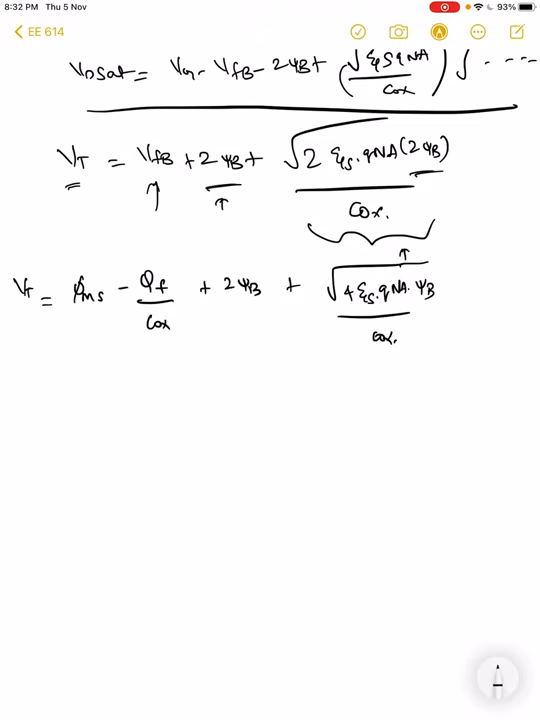 8:32 PM Thu 5 Nov
93%
EE 614
VDsat = VG - VfB - 2ψB + (√εs q NA / Cox) √ ....
VT = VfB + 2ψB + √2 εs . qNA (2ψB) / Cox.
VT = φms - Qf / Cox + 2ψB + √4 εs . qNA . ψB / Cox.